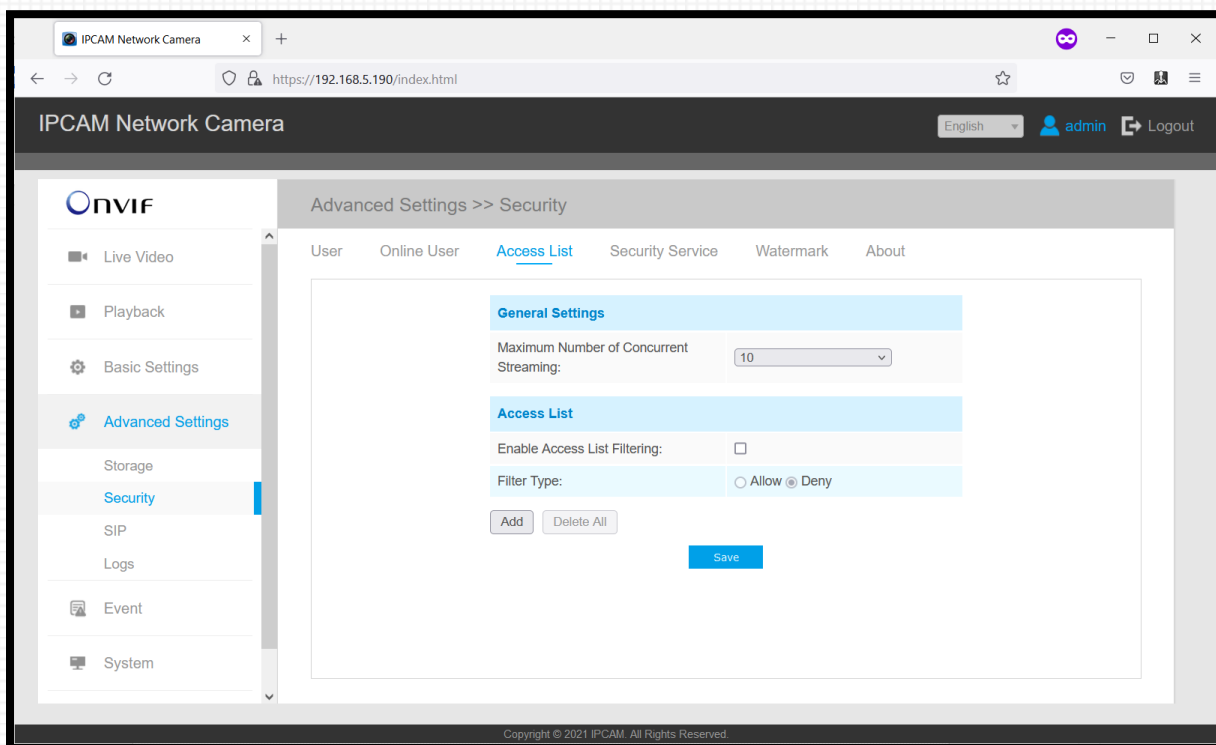 IPCAM Network Camera
https://192.168.5.190/index.html
IPCAM Network Camera
English
admin
Logout
ONVIF
Advanced Settings >> Security
Live Video
Playback
Basic Settings
Advanced Settings
Storage
Security
SIP
Logs
Event
System
User Online User Access List Security Service Watermark About
General Settings
Maximum Number of Concurrent
Streaming:
10
Access List
Enable Access List Filtering:
Filter Type: Allow Deny
Add Delete All
Save
Copyright © 2021 IPCAM. All Rights Reserved.